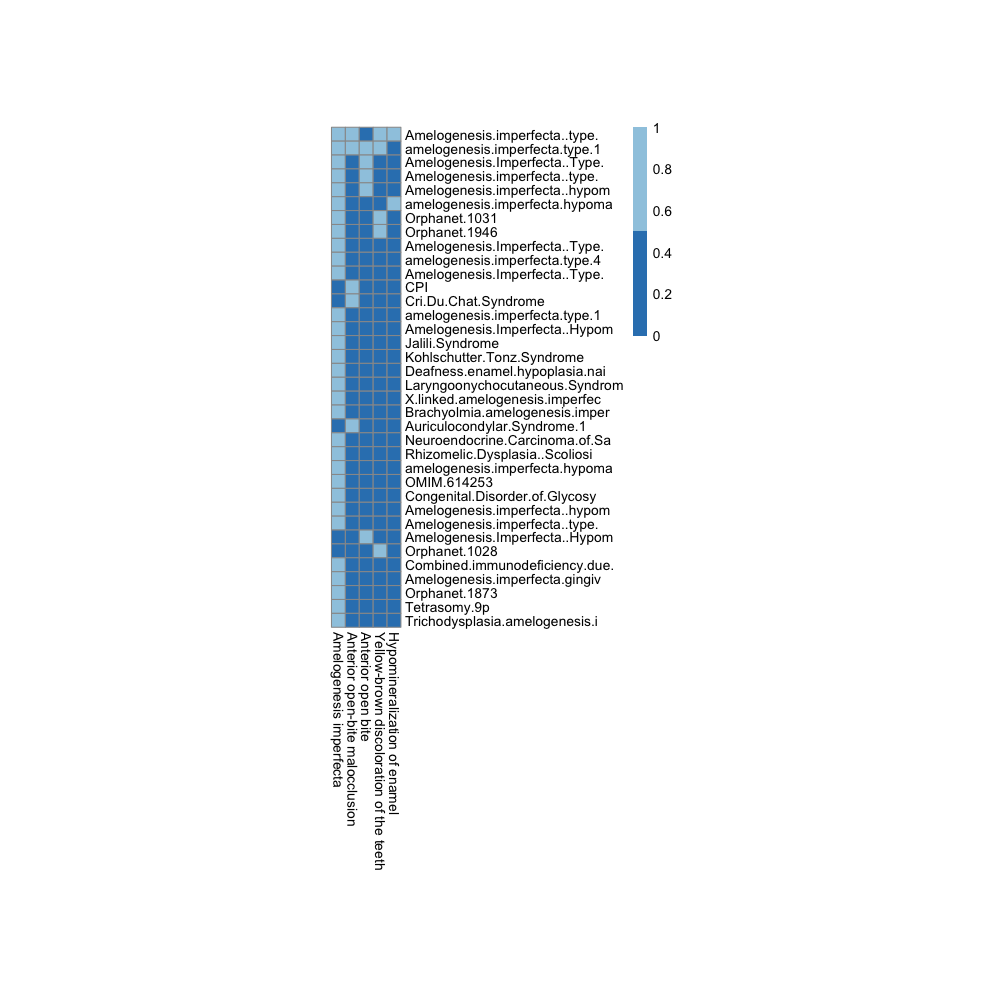 Amelogenesis.imperfecta..type.
amelogenesis.imperfecta.type.1
Amelogenesis.Imperfecta..Type.
Amelogenesis.imperfecta..type.
Amelogenesis.imperfecta..hypom
amelogenesis.imperfecta.hypoma
Orphanet.1031
Orphanet.1946
Amelogenesis.Imperfecta..Type.
amelogenesis.imperfecta.type.4
Amelogenesis.Imperfecta..Type.
CPI
Cri.Du.Chat.Syndrome
amelogenesis.imperfecta.type.1
Amelogenesis.Imperfecta..Hypom
Jalili.Syndrome
Kohlschutter.Tonz.Syndrome
Deafness.enamel.hypoplasia.nai
Laryngoonychocutaneous.Syndrom
X.linked.amelogenesis.imperfec
Brachyolmia.amelogenesis.imper
Auriculocondylar.Syndrome.1
Neuroendocrine.Carcinoma.of.Sa
Rhizomelic.Dysplasia..Scoliosi
amelogenesis.imperfecta.hypoma
OMIM.614253
Congenital.Disorder.of.Glycosy
Amelogenesis.imperfecta..hypom
Amelogenesis.imperfecta..type.
Amelogenesis.Imperfecta..Hypom
Orphanet.1028
Combined.immunodeficiency.due.
Amelogenesis.imperfecta.gingiv
Orphanet.1873
Tetrasomy.9p
Trichodysplasia.amelogenesis.i
1
0.8
0.6
0.4
0.2
0
Amelogenesis imperfecta
Anterior open-bite malocclusion
Anterior open bite
Yellow-brown discoloration of the teeth
Hypomineralization of enamel